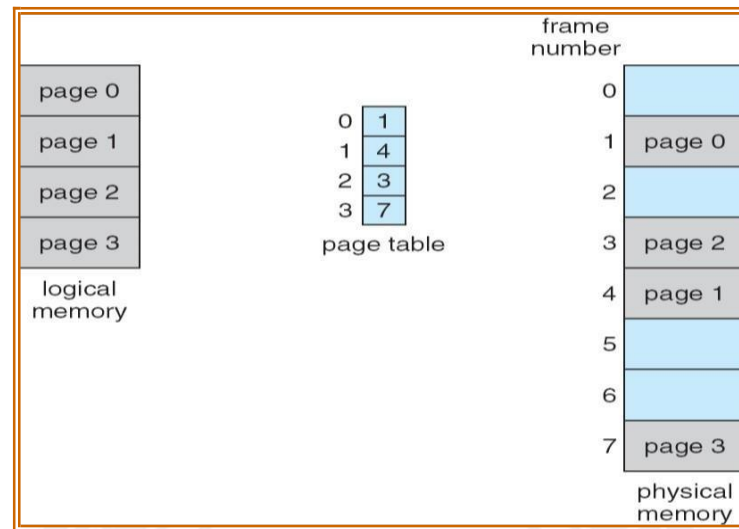 page 0
page 1
page 2
page 3
logical
memory
0 1
1 4
2 3
3 7
page table
frame
number
0
1 page 0
2
3 page 2
4 page 1
5
6
7 page 3
physical
memory